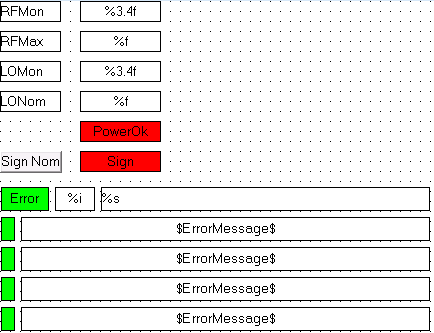 RFMon %3.4f
RFMax %f
LOMon %3.4f
LONom %f
PowerOk
Sign Nom Sign
Error %i %s
$ErrorMessage$
$ErrorMessage$
$ErrorMessage$
$ErrorMessage$